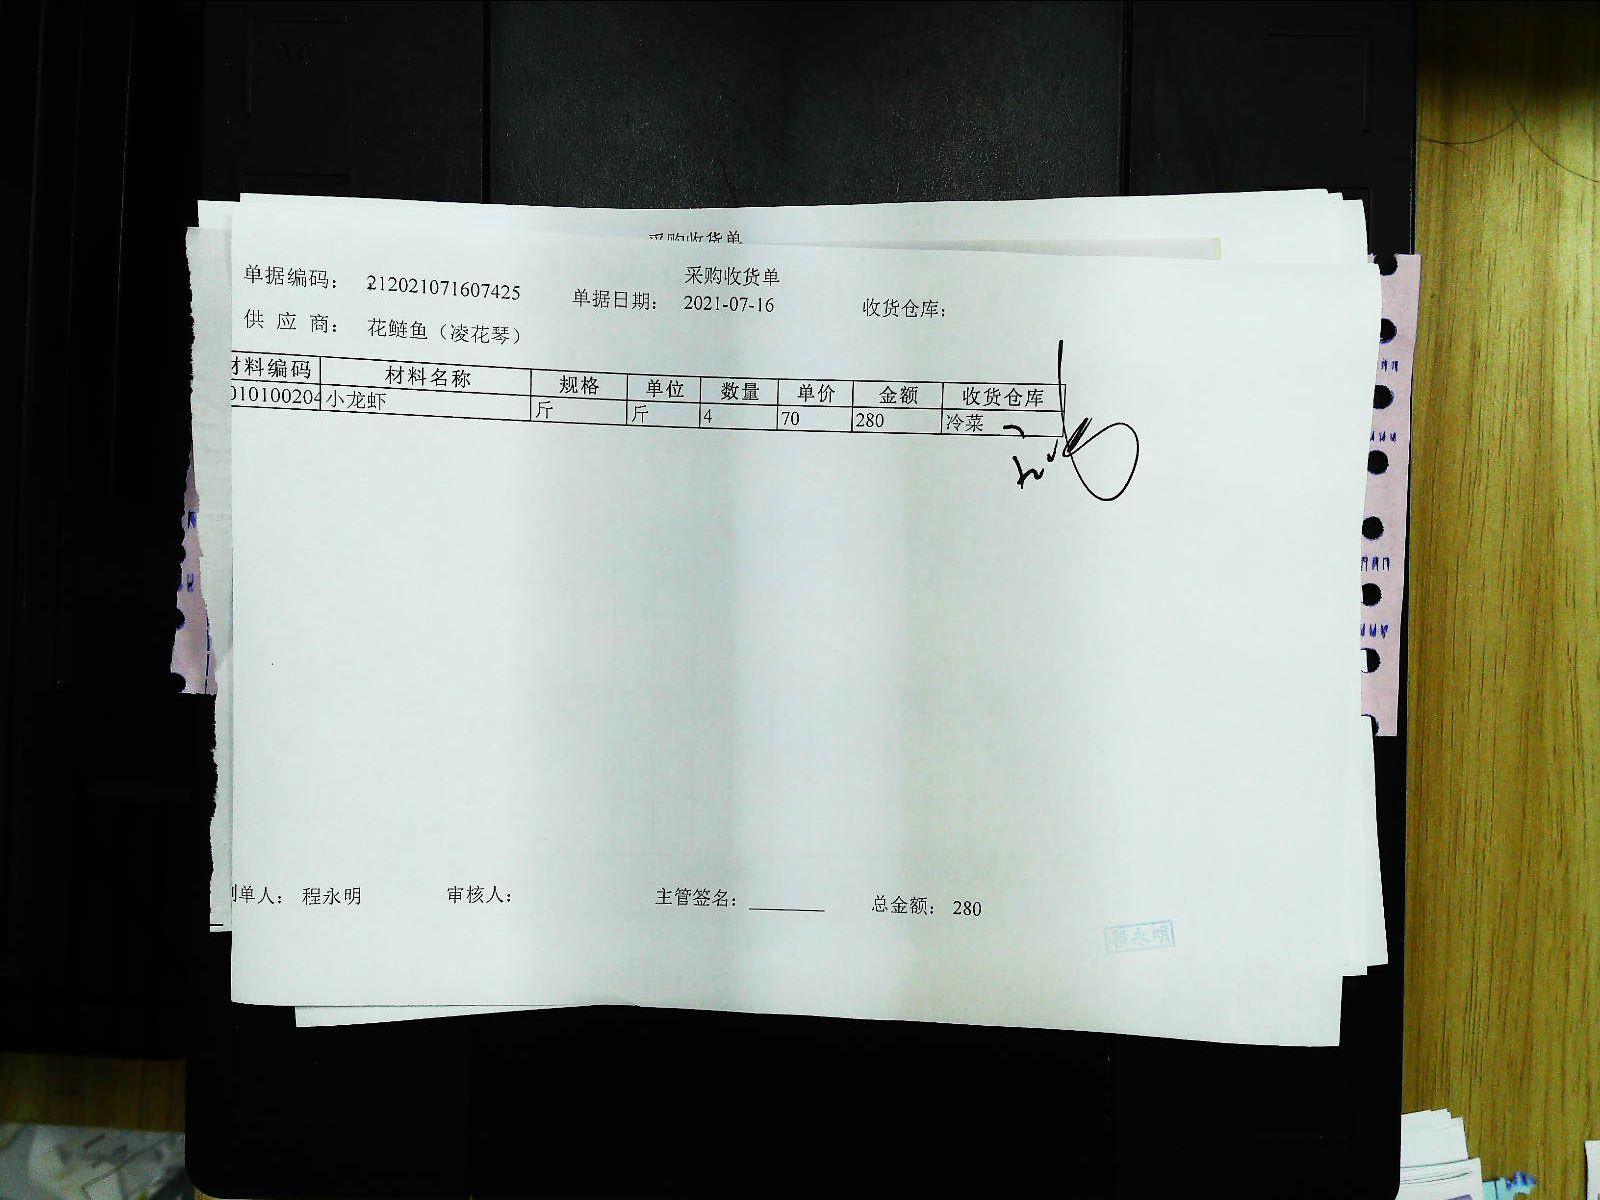 采购收货单
采购收货单
单据编码： 212021071607425 单据日期： 2021-07-16 收货仓库：
供 应 商： 花鲢鱼（凌花琴）
材料编码 材料名称 规格 单位 数量 单价 金额 收货仓库
010100204 小龙虾 斤 斤 4 70 280 冷菜
制单人： 程永明 审核人： 主管签名： 总金额： 280
程永明